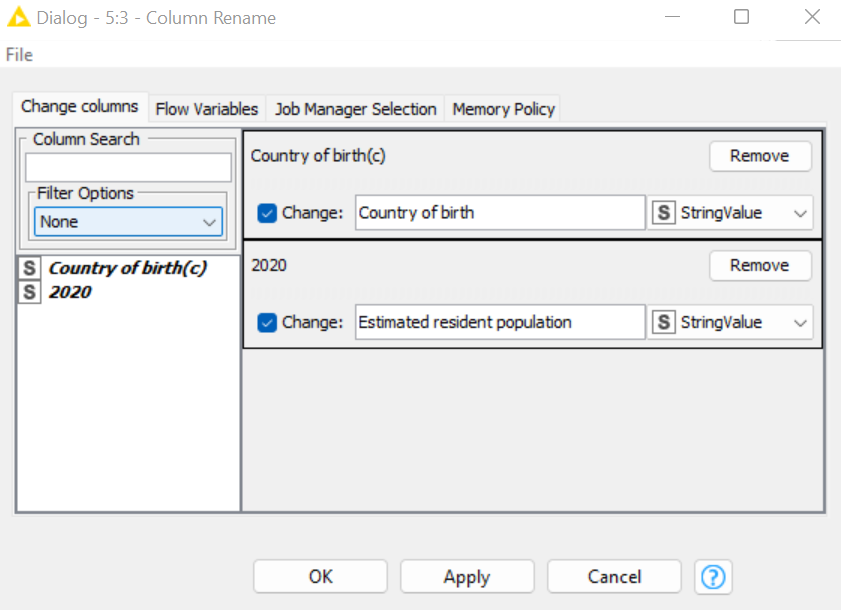 Dialog - 5:3 - Column Rename
File
Change columns Flow Variables Job Manager Selection Memory Policy
Column Search
Filter Options
None
S Country of birth(c)
S 2020
Country of birth(c) Remove
Change: Country of birth S StringValue
2020 Remove
Change: Estimated resident population S StringValue
OK Apply Cancel ?